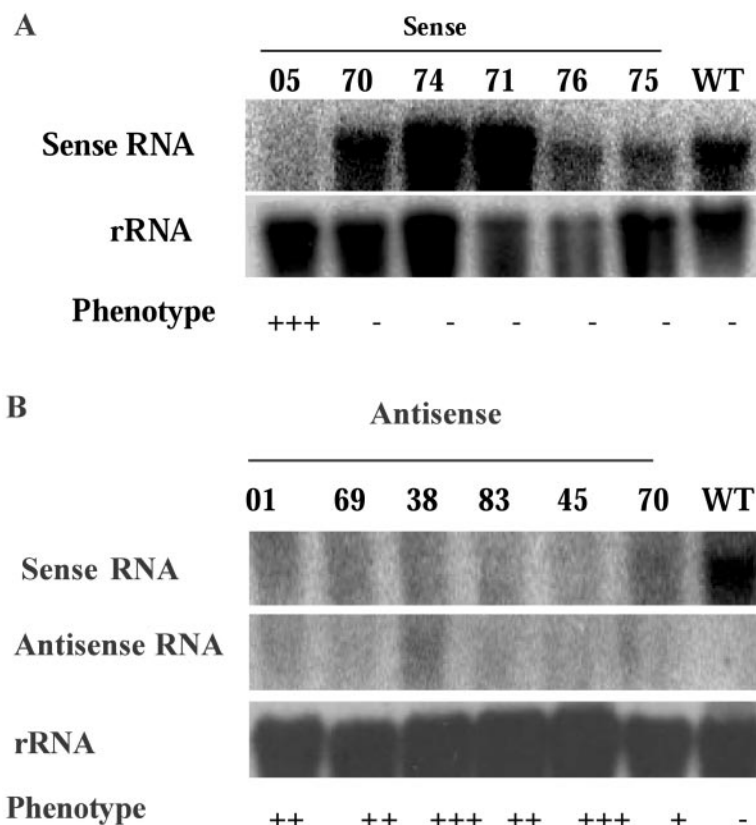 A
Sense
05 70 74 71 76 75 WT
Sense RNA
rRNA
Phenotype +++ - - - - - -
B
Antisense
01 69 38 83 45 70 WT
Sense RNA
Antisense RNA
rRNA
Phenotype ++ ++ +++ ++ +++ + -